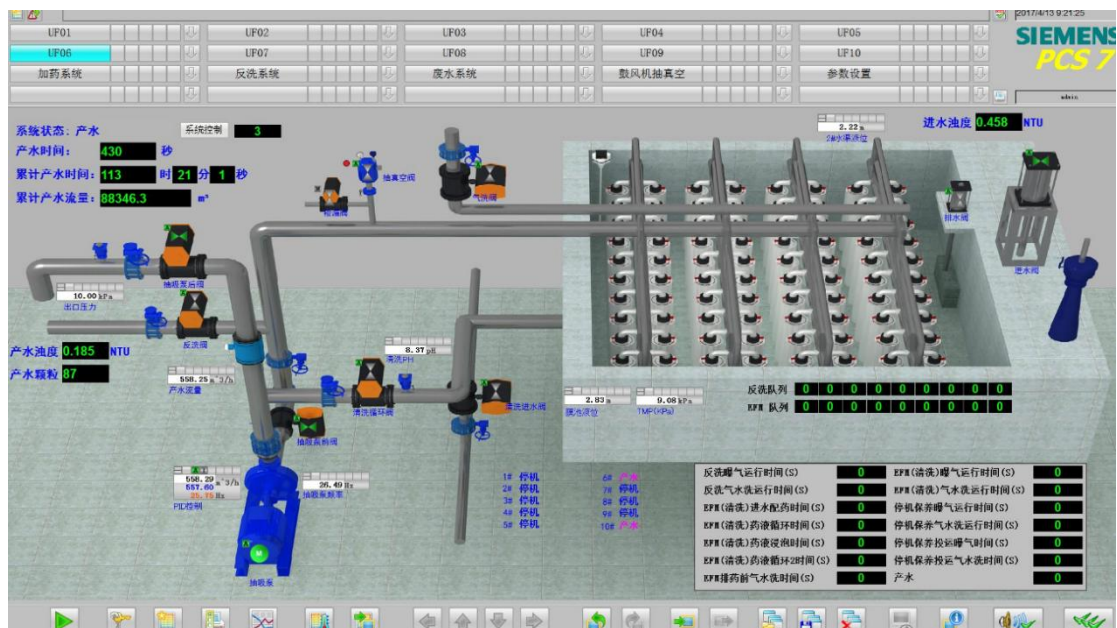 2017/4/13 9:21:25
UF01 UF02 UF03 UF04 UF05
UF06 UF07 UF08 UF09 UF10
加药系统 反洗系统 废水系统 鼓风机抽真空 参数设置
SIEMENS
PCS 7
admin
系统状态: 产水 系统控制 3
产水时间: 430 秒
累计产水时间: 113 时 21 分 1 秒
累计产水流量: 88346.3 m³
2.22 m
进水浊度 0.458 NTU
抽真空阀
气洗阀
排水阀
进水阀
抽吸泵后阀
10.00 kPa
出口压力
反洗阀
产水浊度 0.185 NTU
产水颗粒 87
558.25 m^3/h
产水流量
8.37 pH
清洗PH
清洗循环阀
清洗进水阀
2.83 m
膜池液位
9.08 kPa
TMP(KPa)
反洗队列 0 0 0 0 0 0 0 0 0 0
EFM 队列 0 0 0 0 0 0 0 0 0 0
558.29 m^3/h
557.60
25.75 Hz
PID控制
26.49 Hz
抽吸泵频率
抽吸泵
M
1# 停机 6# 产水
2# 停机 7# 停机
3# 停机 8# 停机
4# 停机 9# 停机
5# 停机 10# 产水
反洗曝气运行时间(S) 0 EFM(清洗)曝气运行时间(S) 0
反洗气水洗运行时间(S) 0 EFM(清洗)气水洗运行时间(S) 0
EFM(清洗)进水配药时间(S) 0 停机保养曝气运行时间(S) 0
EFM(清洗)药液循环时间(S) 0 停机保养气水洗运行时间(S) 0
EFM(清洗)药液浸泡时间(S) 0 停机保养投运曝气时间(S) 0
EFM(清洗)药液循环2时间(S) 0 停机保养投运气水洗时间(S) 0
EFM排药前气水洗时间(S) 0 产水 0